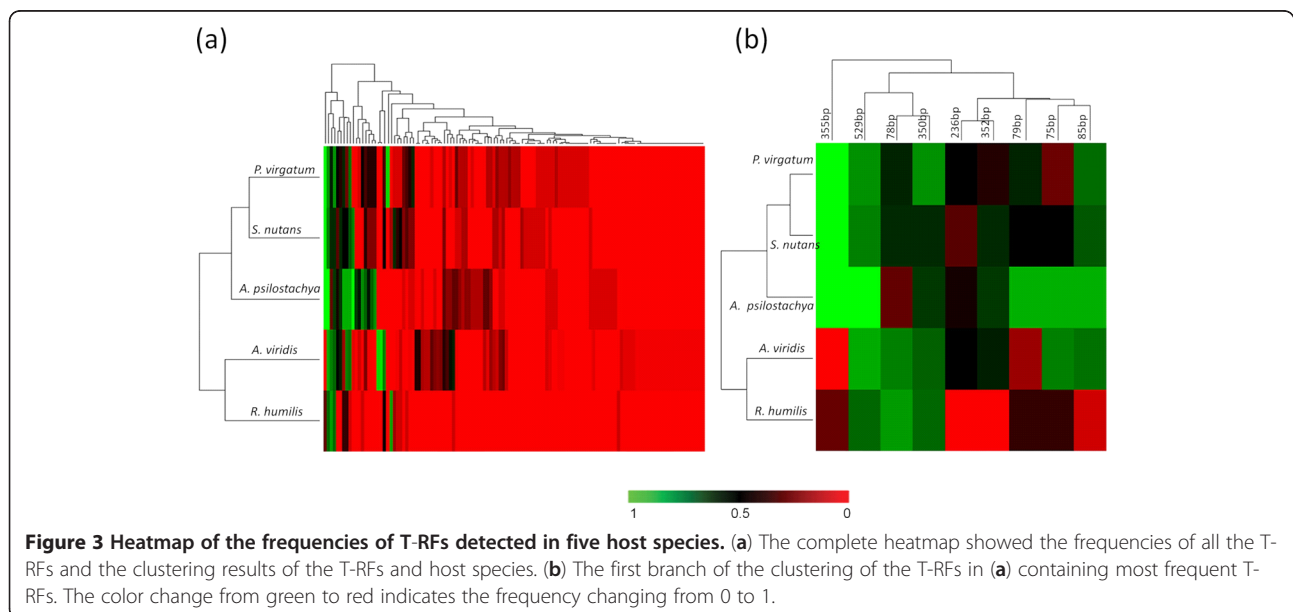 (a)
P. virgatum
S. nutans
A. psilostachya
A. viridis
R. humilis
(b)
355bp 529bp 78bp 350bp 236bp 352bp 79bp 75bp 85bp
P. virgatum
S. nutans
A. psilostachya
A. viridis
R. humilis
1 0.5 0
Figure 3 Heatmap of the frequencies of T-RFs detected in five host species. (a) The complete heatmap showed the frequencies of all the T-
RFs and the clustering results of the T-RFs and host species. (b) The first branch of the clustering of the T-RFs in (a) containing most frequent T-
RFs. The color change from green to red indicates the frequency changing from 0 to 1.